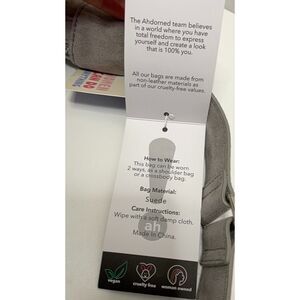 The Ahdorned team believes
in a world where you have
total freedom to express
yourself and create a look
that is 100% you.
All our bags are made from
non-leather materials as
part of our cruelty-free values.
How to Wear:
This bag can be worn
2 ways, as a shoulder bag
or a crossbody bag.
Bag Material:
Suede
Care Instructions:
Wipe with a soft damp cloth.
ah
Made in China.
vegan
cruelty free
woman owned